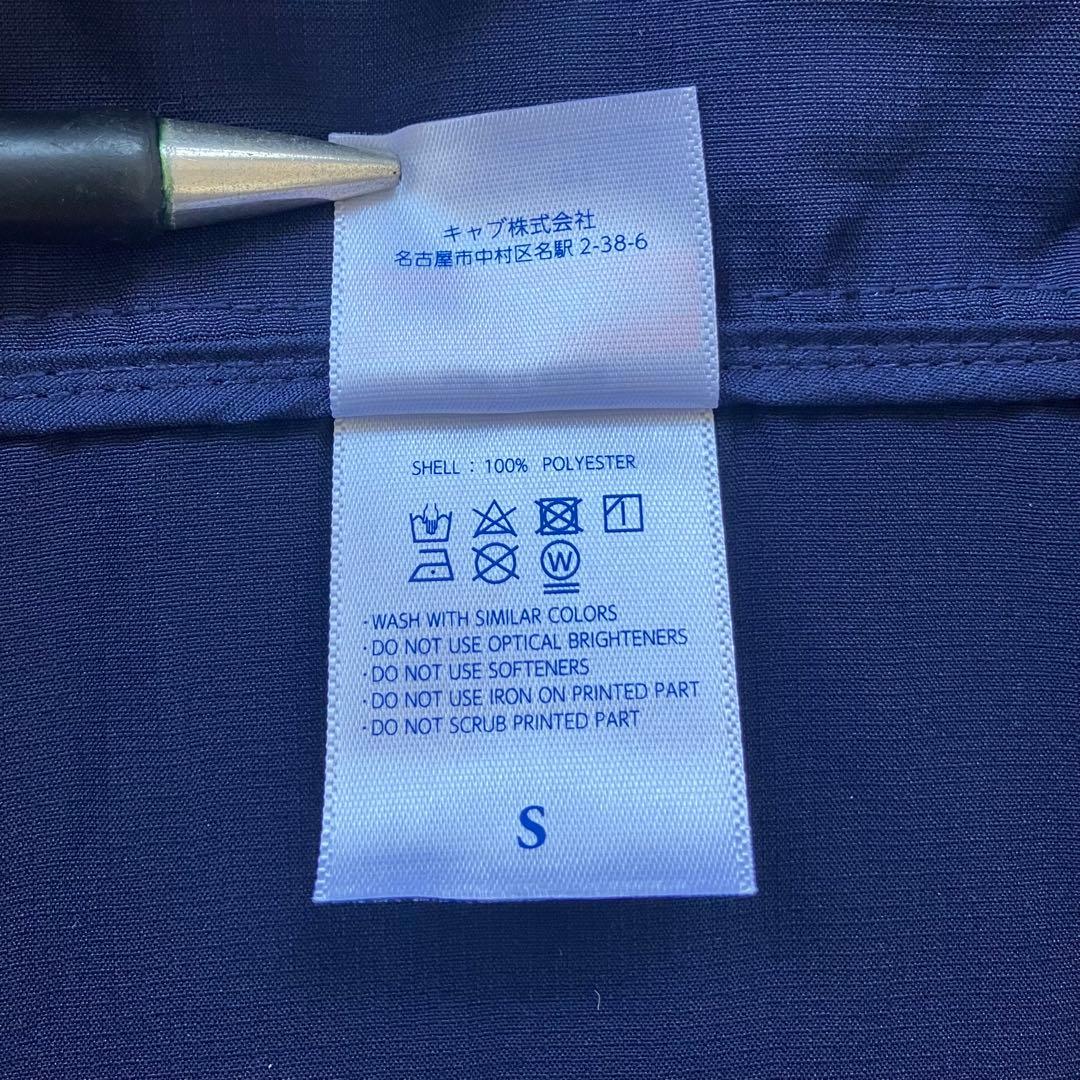 キャブ株式会社
名古屋市中村区名駅 2-38-6
SHELL : 100% POLYESTER
W
・WASH WITH SIMILAR COLORS
・DO NOT USE OPTICAL BRIGHTENERS
・DO NOT USE SOFTENERS
・DO NOT USE IRON ON PRINTED PART
・DO NOT SCRUB PRINTED PART
S